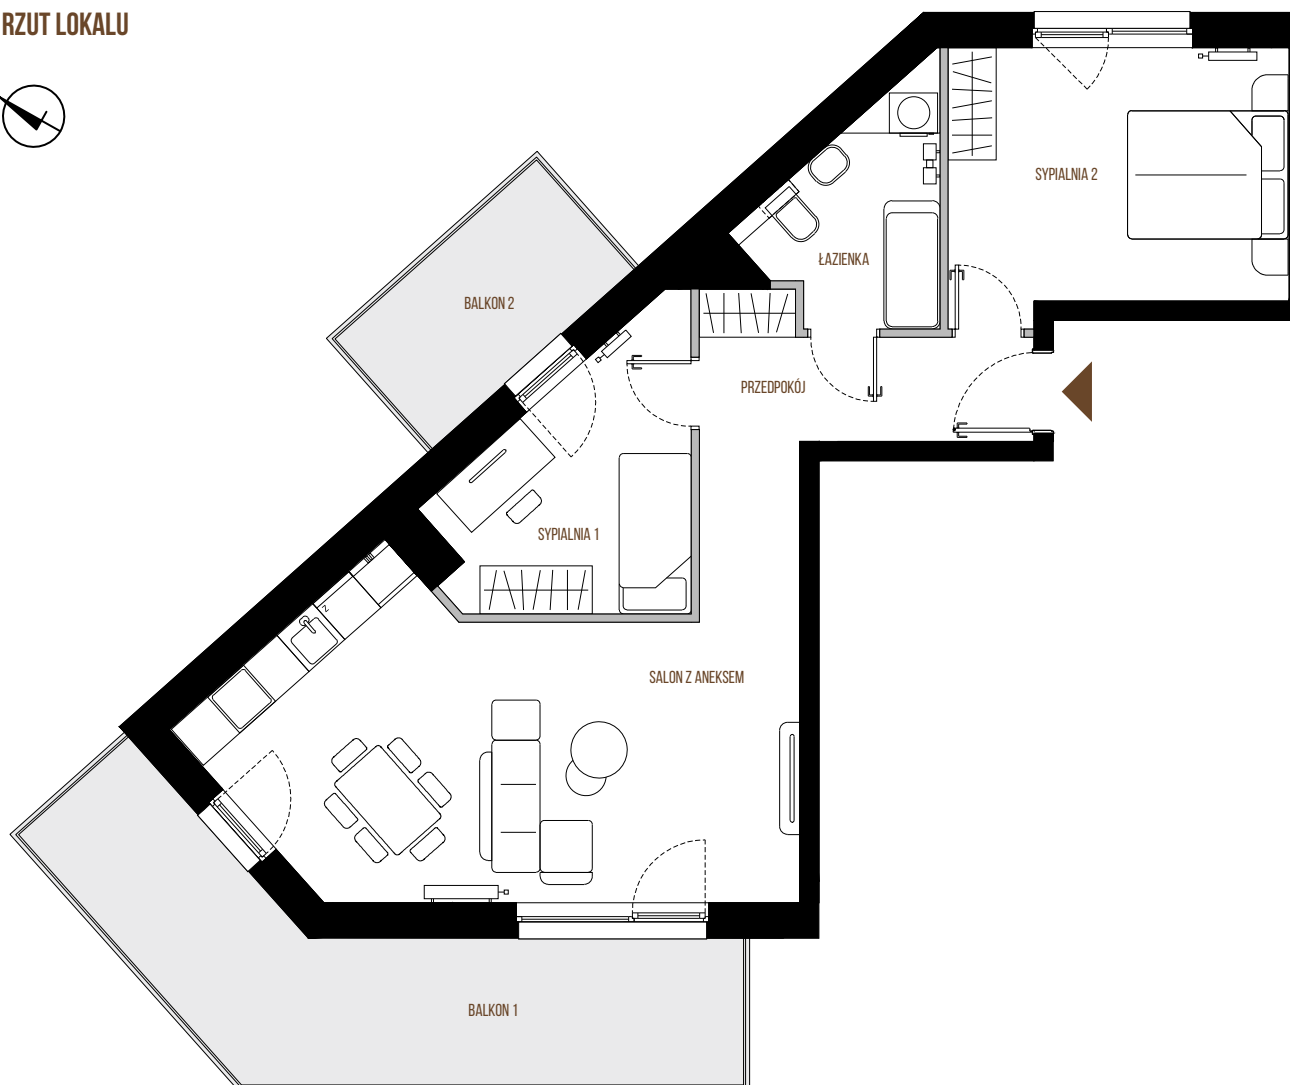 RZUT LOKALU
SYPIALNIA 2
ŁAZIENKA
BALKON 2
PRZEDPOKÓJ
SYPIALNIA 1
Z
SALON Z ANEKSEM
BALKON 1